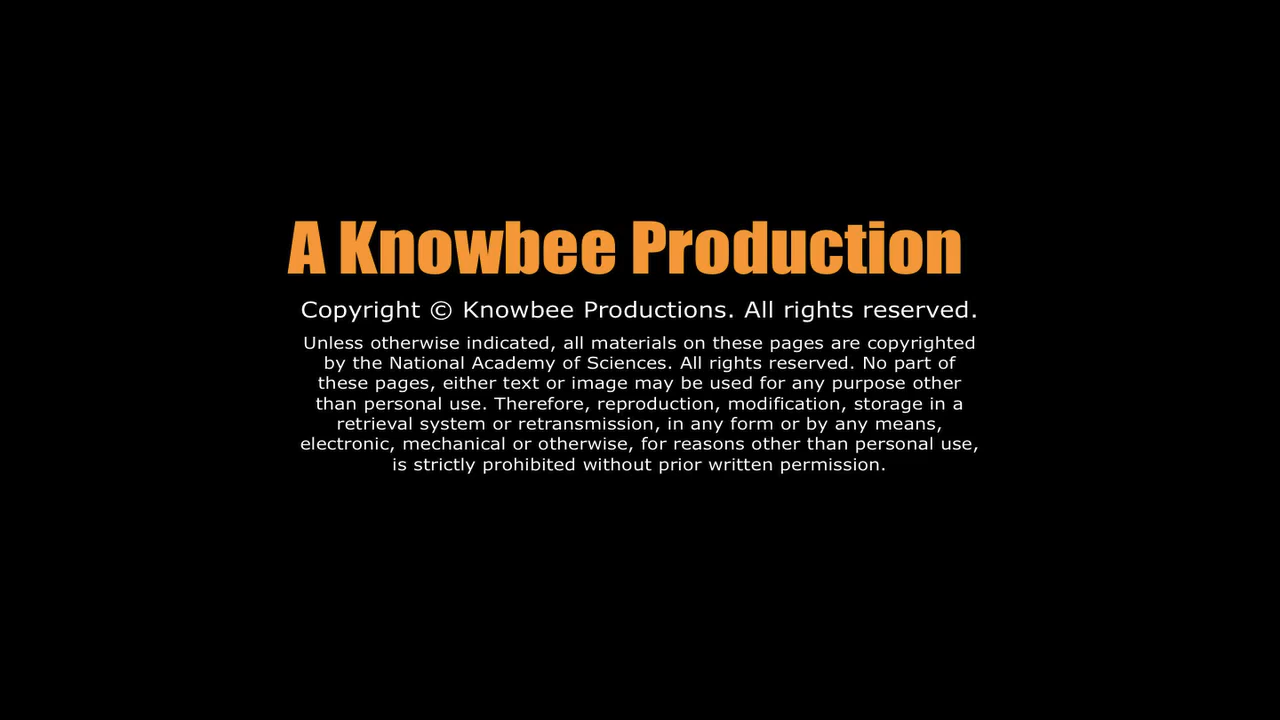 A Knowbee Production
Copyright © Knowbee Productions. All rights reserved.
Unless otherwise indicated, all materials on these pages are copyrighted
by the National Academy of Sciences. All rights reserved. No part of
these pages, either text or image may be used for any purpose other
than personal use. Therefore, reproduction, modification, storage in a
retrieval system or retransmission, in any form or by any means,
electronic, mechanical or otherwise, for reasons other than personal use,
is strictly prohibited without prior written permission.